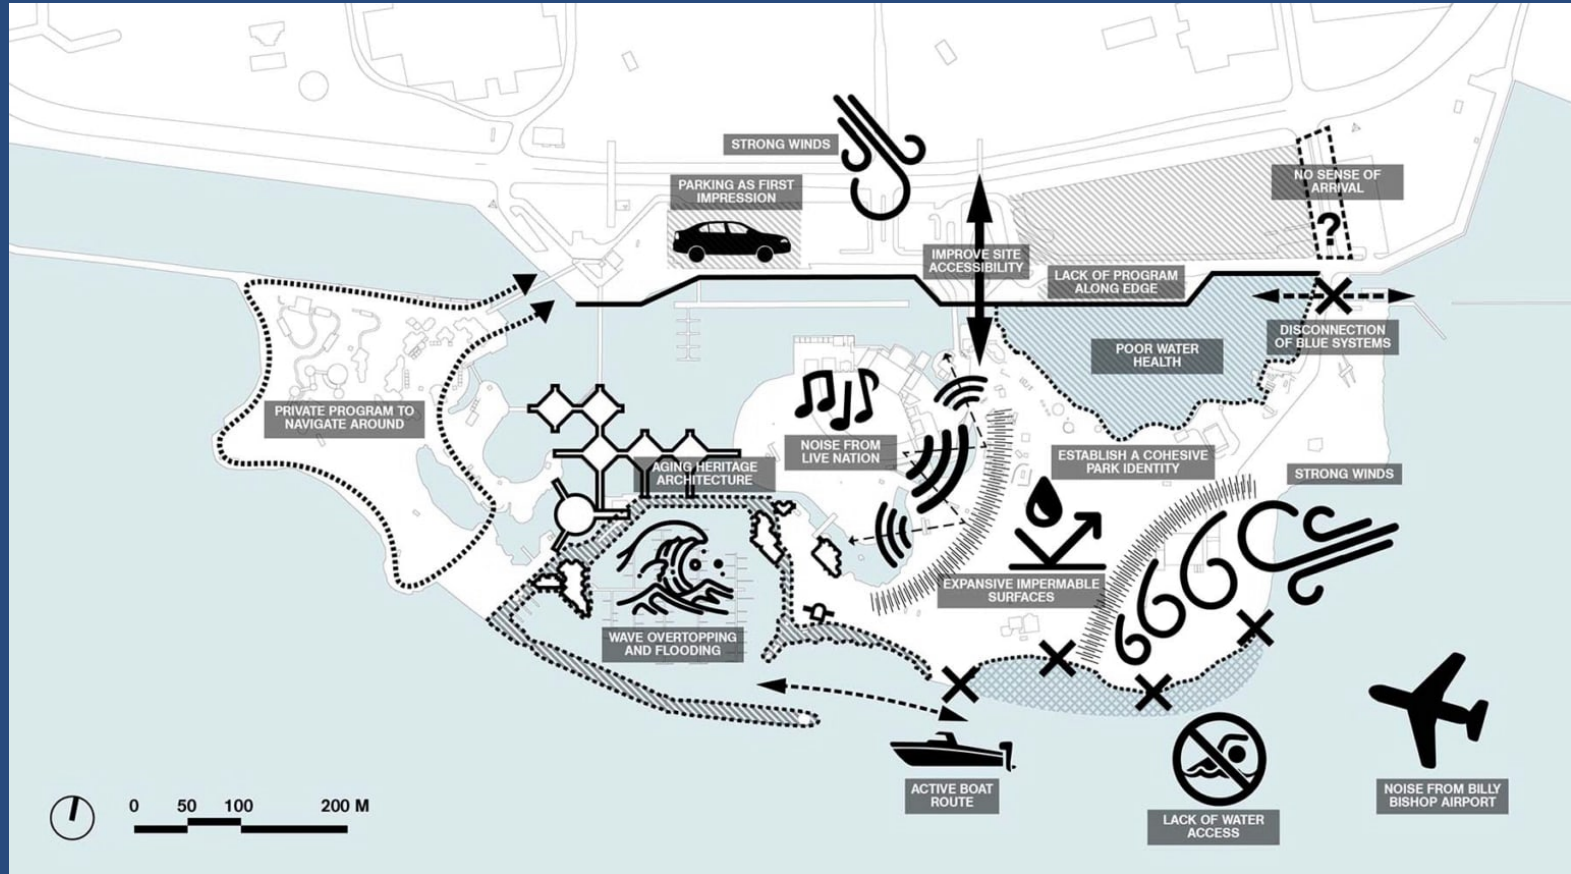 STRONG WINDS
PARKING AS FIRST
IMPRESSION
NO SENSE OF
ARRIVAL
?
IMPROVE SITE
ACCESSIBILITY
LACK OF PROGRAM
ALONG EDGE
DISCONNECTION
OF BLUE SYSTEMS
POOR WATER
HEALTH
PRIVATE PROGRAM TO
NAVIGATE AROUND
NOISE FROM
LIVE NATION
ESTABLISH A COHESIVE
PARK IDENTITY
AGING HERITAGE
ARCHITECTURE
STRONG WINDS
EXPANSIVE IMPERMABLE
SURFACES
WAVE OVERTOPPING
AND FLOODING
ACTIVE BOAT
ROUTE
NOISE FROM BILLY
BISHOP AIRPORT
LACK OF WATER
ACCESS
0 50 100 200 M